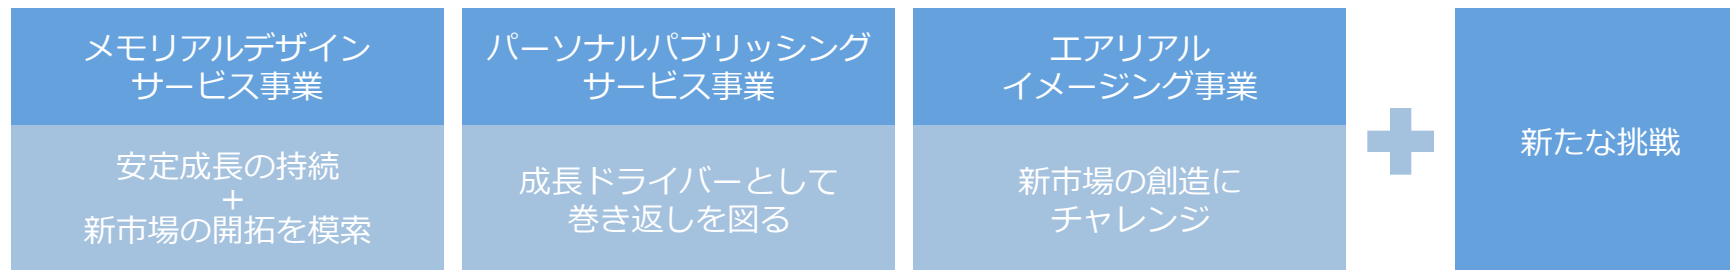 メモリアルデザイン
サービス事業
安定成長の持続
+
新市場の開拓を模索
パーソナルパブリッシング
サービス事業
成長ドライバーとして
巻き返しを図る
エアリアル
イメージング事業
新市場の創造に
チャレンジ
新たな挑戦